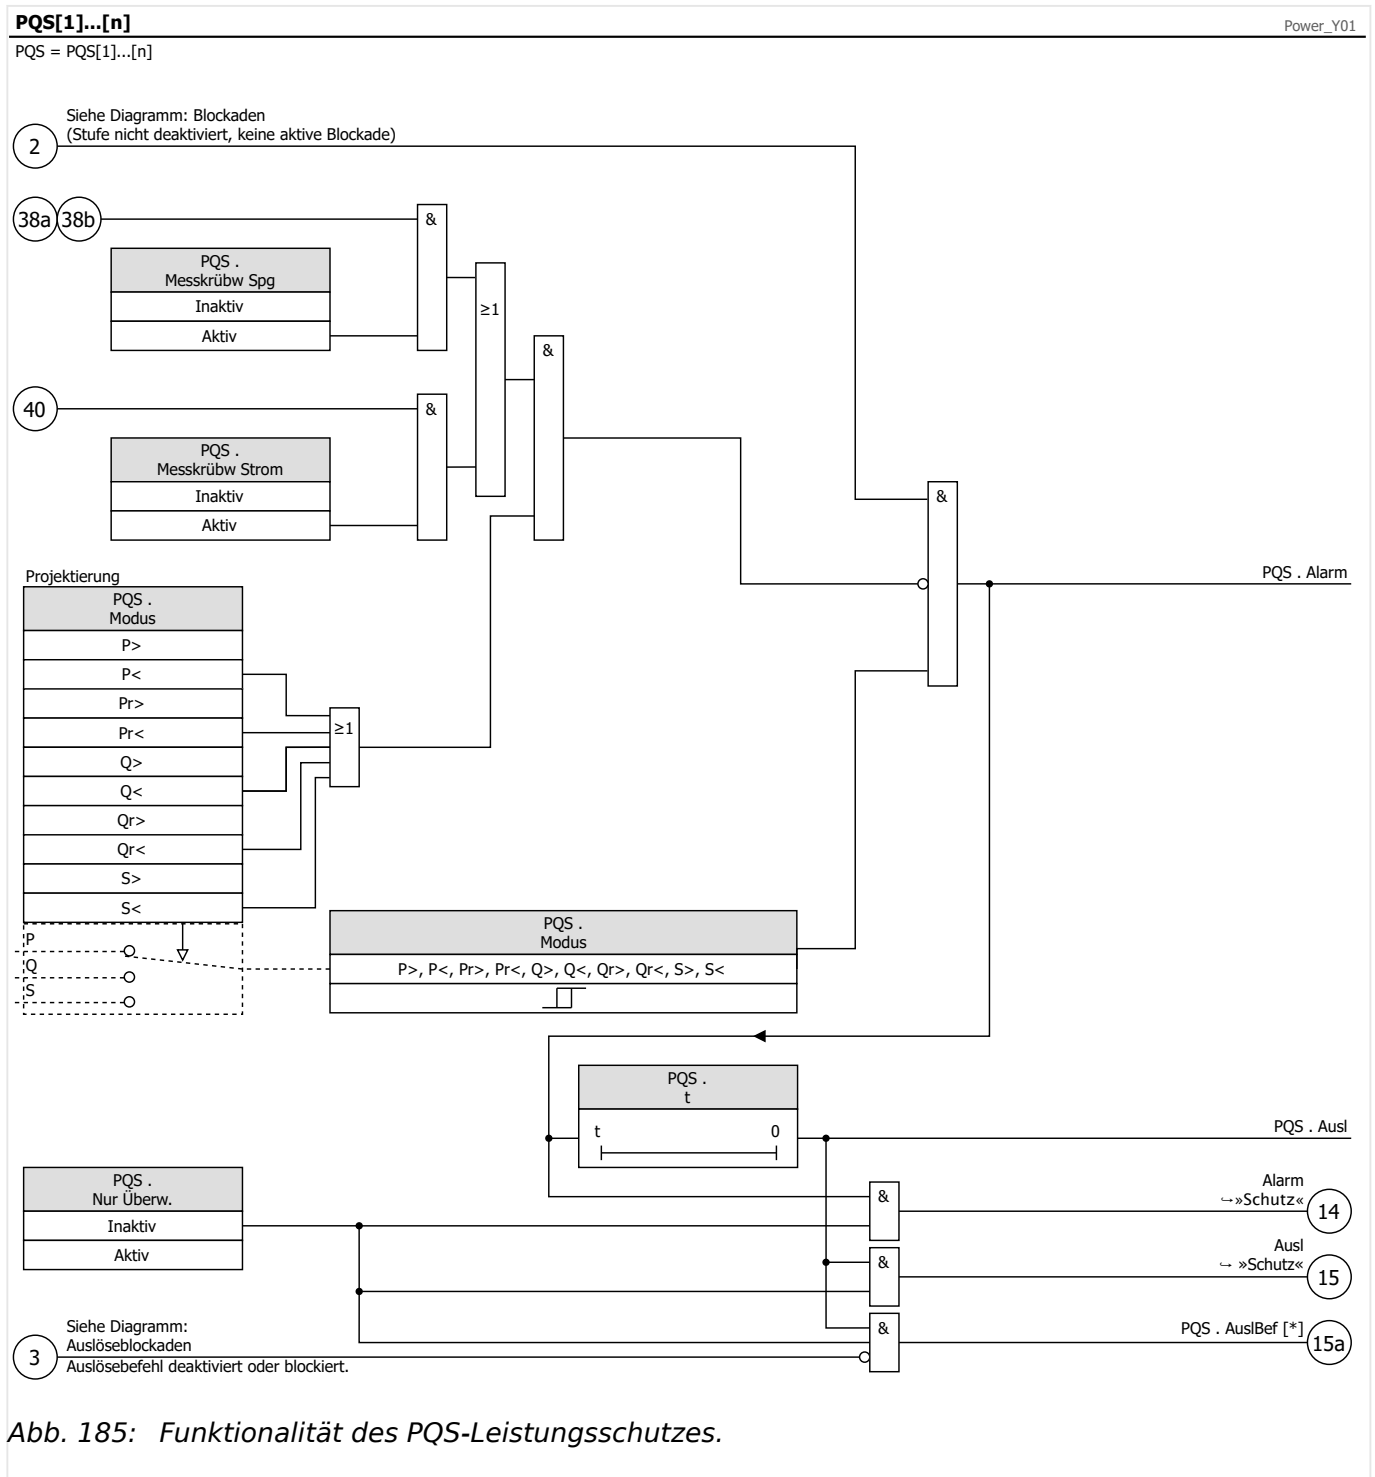 PQS[1]...[n]
Power_Y01
PQS = PQS[1]...[n]
Siehe Diagramm: Blockaden
(Stufe nicht deaktiviert, keine aktive Blockade)
2
38a
38b
&
PQS .
Messkrübw Spg
Inaktiv
Aktiv
≥1
&
40
&
PQS .
Messkrübw Strom
Inaktiv
Aktiv
&
PQS . Alarm
Projektierung
PQS .
Modus
P>
P<
Pr>
Pr<
Q>
Q<
Qr>
Qr<
S>
S<
≥1
P
Q
S
PQS .
Modus
P>, P<, Pr>, Pr<, Q>, Q<, Qr>, Qr<, S>, S<
PQS .
t
t
0
PQS . Ausl
PQS .
Nur Überw.
Inaktiv
Aktiv
&
Alarm
↪»Schutz«
14
&
Ausl
↪ »Schutz«
15
&
PQS . AuslBef [*]
15a
Siehe Diagramm:
Auslöseblockaden
Auslösebefehl deaktiviert oder blockiert.
3
Abb. 185: Funktionalität des PQS-Leistungsschutzes.